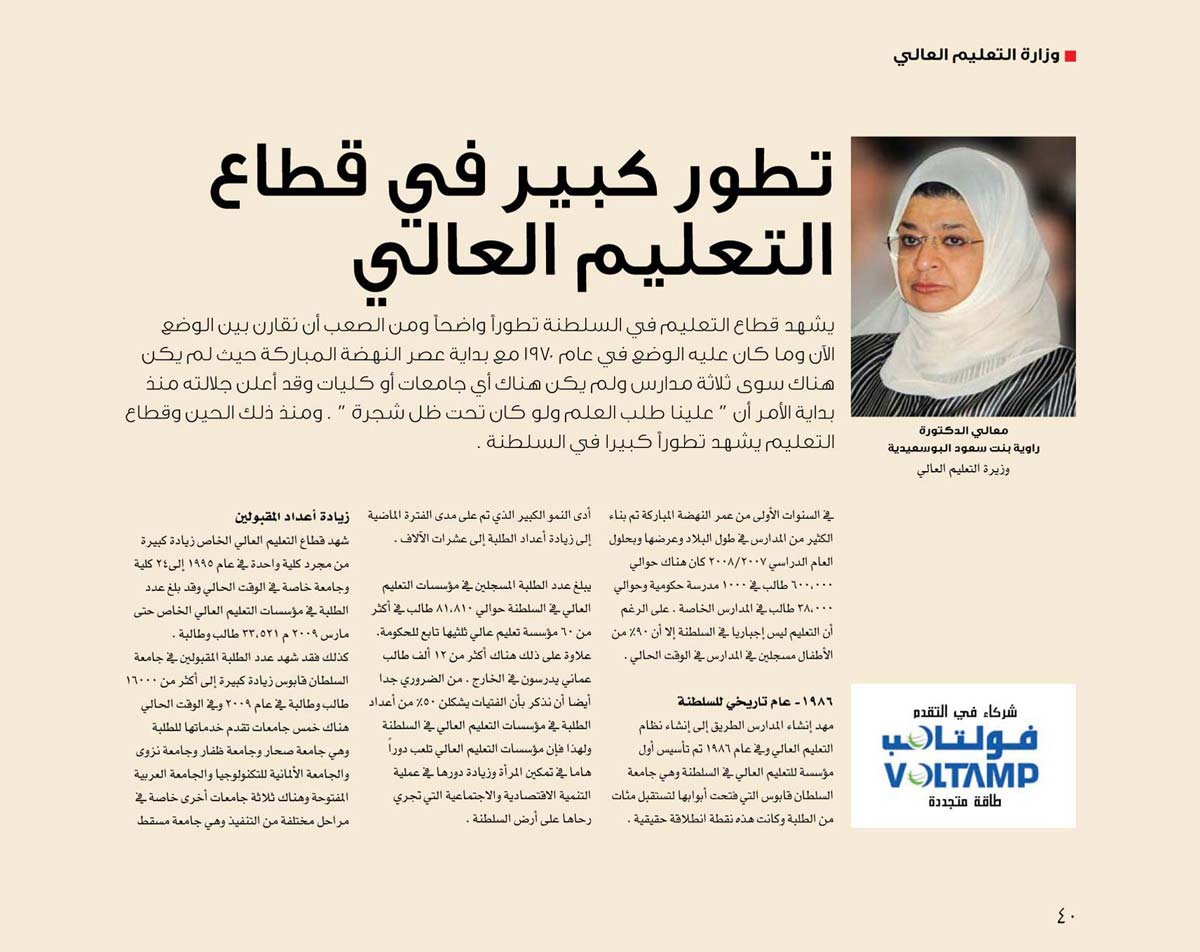 وزارة التعليم العالي
تطور كبير في قطاع
التعليم العالي
يشهد قطاع التعليم في السلطنة تطوراً واضحاً ومن الصعب أن نقارن بين الوضع
الآن وما كان عليه الوضع في عام ١٩٧٠ مع بداية عصر النهضة المباركة حيث لم يكن
هناك سوى ثلاثة مدارس ولم يكن هناك أي جامعات أو كليات وقد أعلن جلالته منذ
بداية الأمر أن " علينا طلب العلم ولو كان تحت ظل شجرة " . ومنذ ذلك الحين وقطاع
التعليم يشهد تطوراً كبيرا في السلطنة .
معالي الدكتورة
راوية بنت سعود البوسعيدية
وزيرة التعليم العالي
في السنوات الأولى من عمر النهضة المباركة تم بناء
الكثير من المدارس في طول البلاد وعرضها وبحلول
العام الدراسي ٢٠٠٨/٢٠٠٧ كان هناك حوالي
٦٠٠,٠٠٠ طالب في ١٠٠٠ مدرسة حكومية وحوالي
٣٨,٠٠٠ طالب في المدارس الخاصة . على الرغم
أن التعليم ليس إجباريا في السلطنة إلا أن ٩٠٪ من
الأطفال مسجلين في المدارس في الوقت الحالي .
١٩٨٦- عام تاريخي للسلطنة
مهد إنشاء المدارس الطريق إلى إنشاء نظام
التعليم العالي وفي عام ١٩٨٦ تم تأسيس أول
مؤسسة للتعليم العالي في السلطنة وهي جامعة
السلطان قابوس التي فتحت أبوابها لتستقبل مئات
من الطلبة وكانت هذه نقطة انطلاقة حقيقية .
أدى النمو الكبير الذي تم على مدى الفترة الماضية
إلى زيادة أعداد الطلبة إلى عشرات الآلاف .
يبلغ عدد الطلبة المسجلين في مؤسسات التعليم
العالي في السلطنة حوالي ٨١,٨١٠ طالب في أكثر
من ٦٠ مؤسسة تعليم عالي ثلثيها تابع للحكومة.
علاوة على ذلك هناك أكثر من ١٢ ألف طالب
عماني يدرسون في الخارج . من الضروري جدا
أيضا أن نذكر بأن الفتيات يشكلن ٥٠٪ من أعداد
الطلبة في مؤسسات التعليم العالي في السلطنة
ولهذا فإن مؤسسات التعليم العالي تلعب دوراً
هاما في تمكين المرأة وزيادة دورها في عملية
التنمية الاقتصادية والاجتماعية التي تجري
رحاها على أرض السلطنة .
زيادة أعداد المقبولين
شهد قطاع التعليم العالي الخاص زيادة كبيرة
من مجرد كلية واحدة في عام ١٩٩٥ إلى٢٤ كلية
وجامعة خاصة في الوقت الحالي وقد بلغ عدد
الطلبة في مؤسسات التعليم العالي الخاص حتى
مارس ٢٠٠٩ م ٣٣,٥٢١ طالب وطالبة .
كذلك فقد شهد عدد الطلبة المقبولين في جامعة
السلطان قابوس زيادة كبيرة إلى أكثر من ١٦٠٠٠
طالب وطالبة في عام ٢٠٠٩ وفي الوقت الحالي
هناك خمس جامعات تقدم خدماتها للطلبة
وهي جامعة صحار وجامعة ظفار وجامعة نزوى
والجامعة الألمانية للتكنولوجيا والجامعة العربية
المفتوحة وهناك ثلاثة جامعات أخرى خاصة في
مراحل مختلفة من التنفيذ وهي جامعة مسقط
شركاء في التقدم
فولتامب
VOLTAMP
طاقة متجددة
٤٠